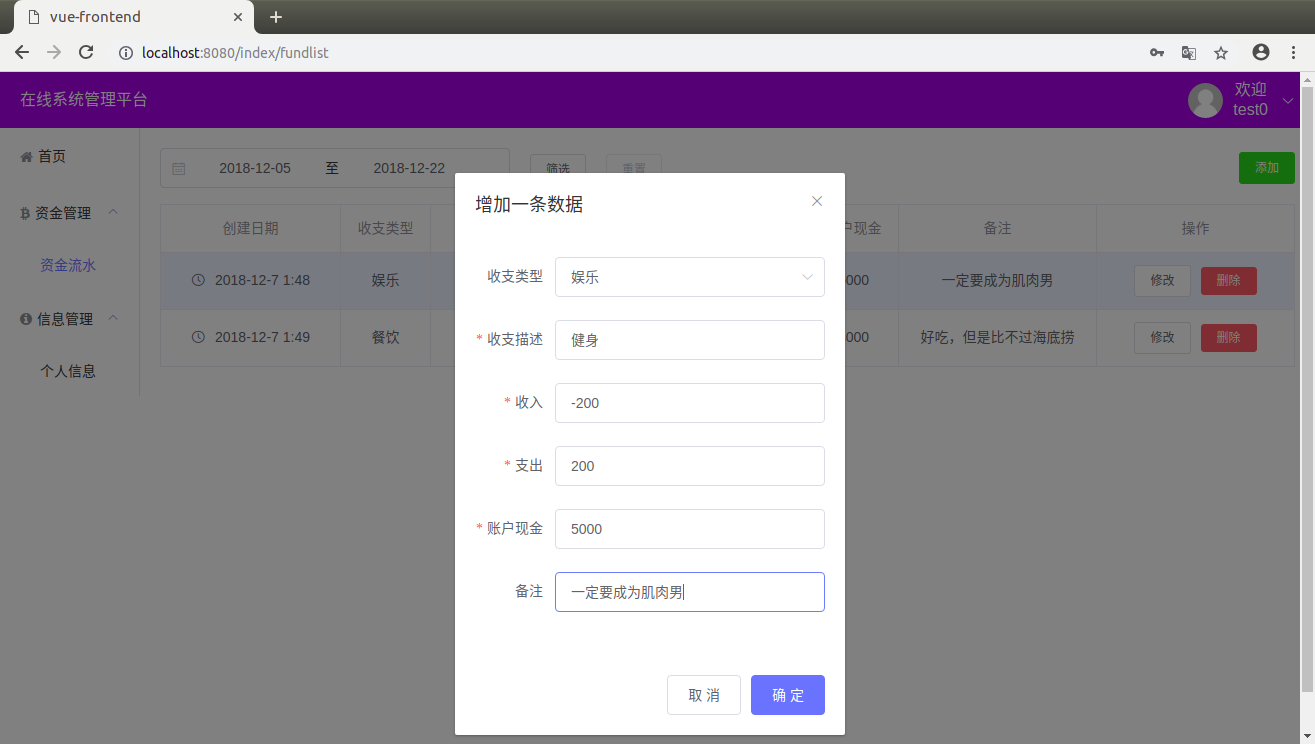 vue-frontend
localhost:8080/index/fundlist
在线系统管理平台
欢迎
test0
首页
资金管理
资金流水
信息管理
个人信息
2018-12-05 至 2018-12-22 筛选 重置 添加
创建日期 收支类型 户现金 备注 操作
2018-12-7 1:48 娱乐 000 一定要成为肌肉男 修改 删除
2018-12-7 1:49 餐饮 000 好吃，但是比不过海底捞 修改 删除
增加一条数据
收支类型 娱乐
* 收支描述 健身
* 收入 -200
* 支出 200
* 账户现金 5000
备注 一定要成为肌肉男
取 消 确 定